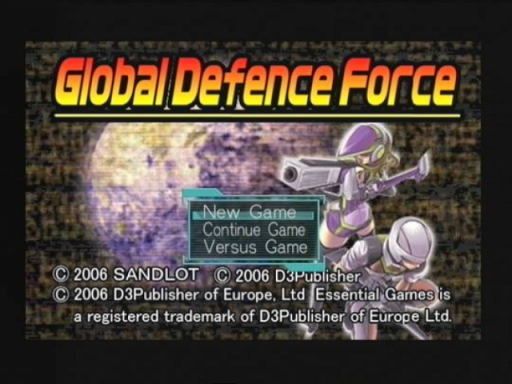 Global Defence Force
New Game
Continue Game
Versus Game
© 2006 SANDLOT © 2006 D3Publisher
© 2006 D3Publisher of Europe, Ltd Essential Games is
a registered trademark of D3Publisher of Europe Ltd.